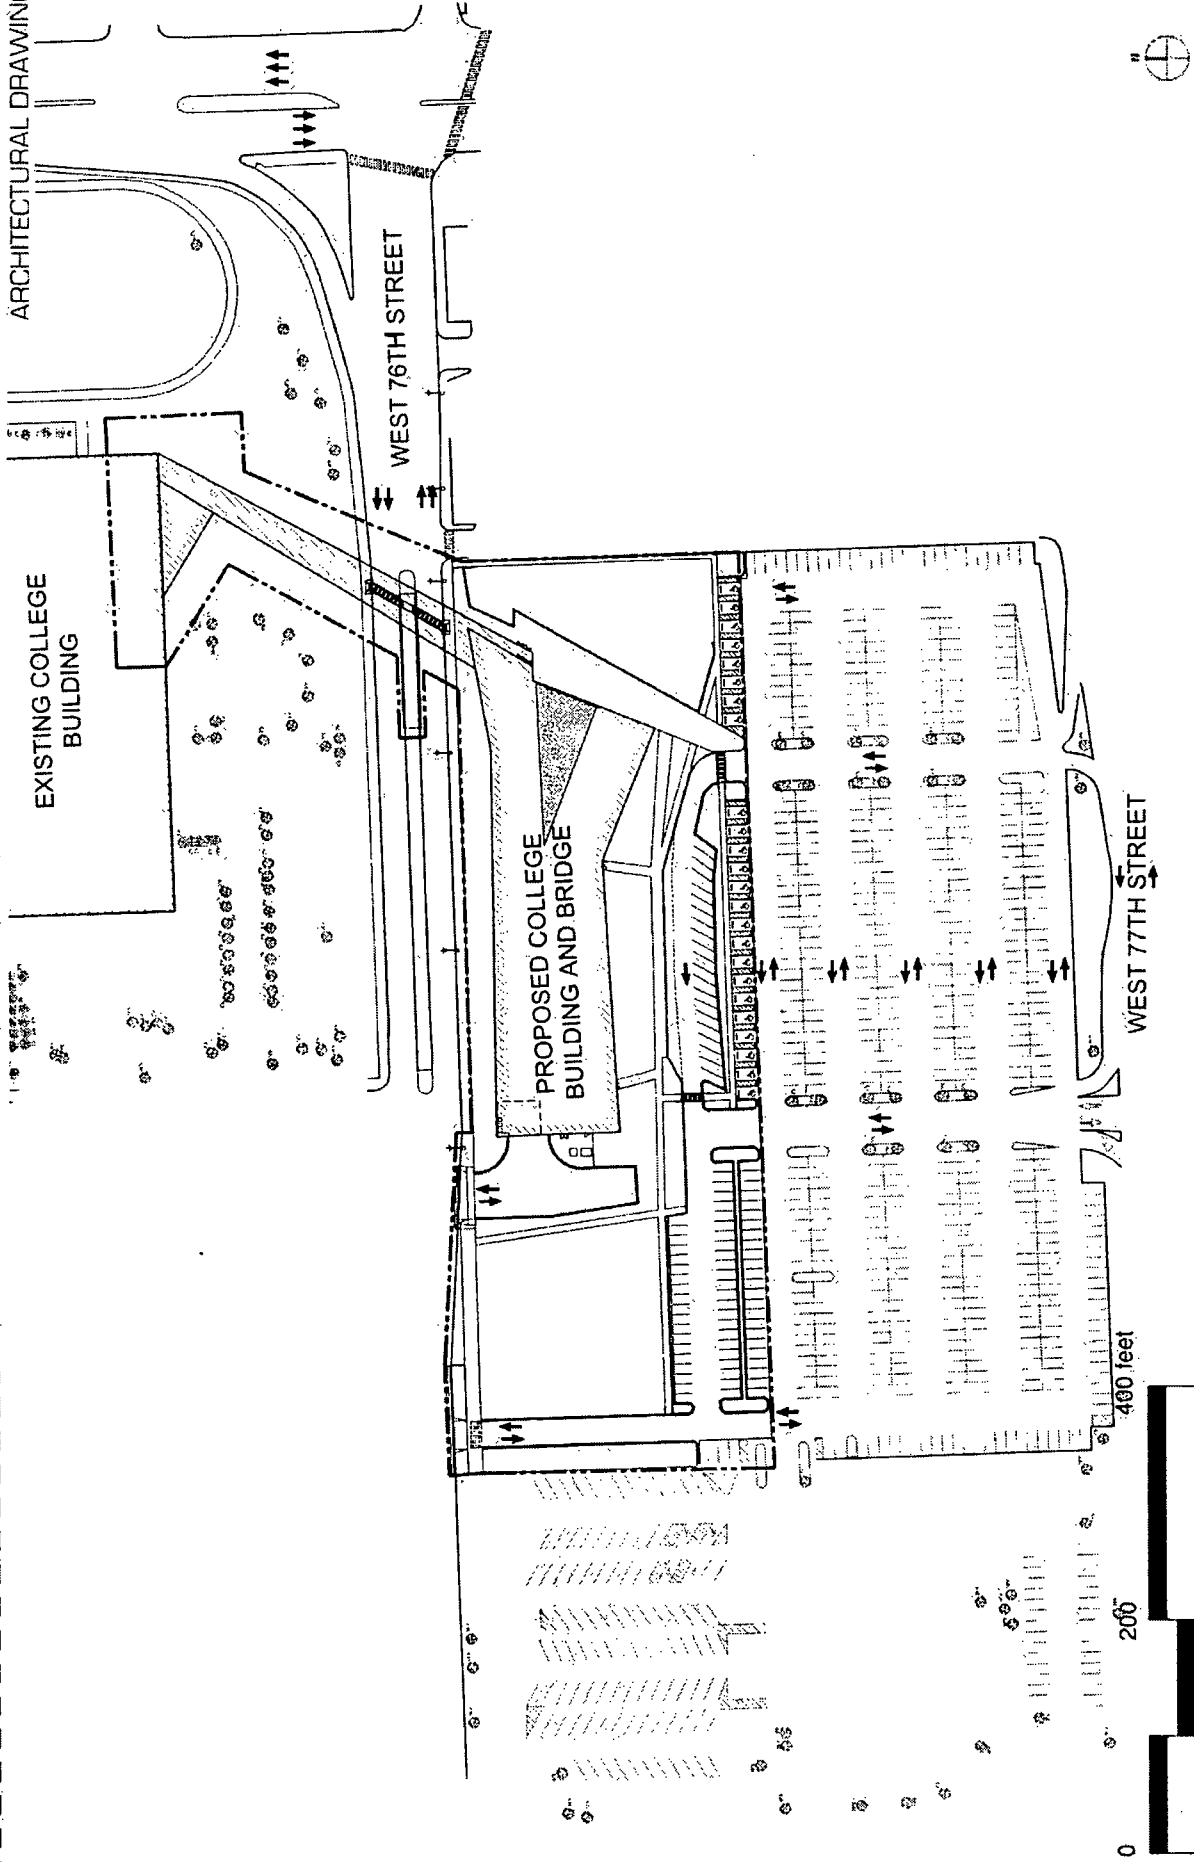 ARCHITECTURAL DRAWING
EXISTING COLLEGE
BUILDING
WEST 76TH STREET
PROPOSED COLLEGE
BUILDING AND BRIDGE
WEST 77TH STREET
0
200
400 feet